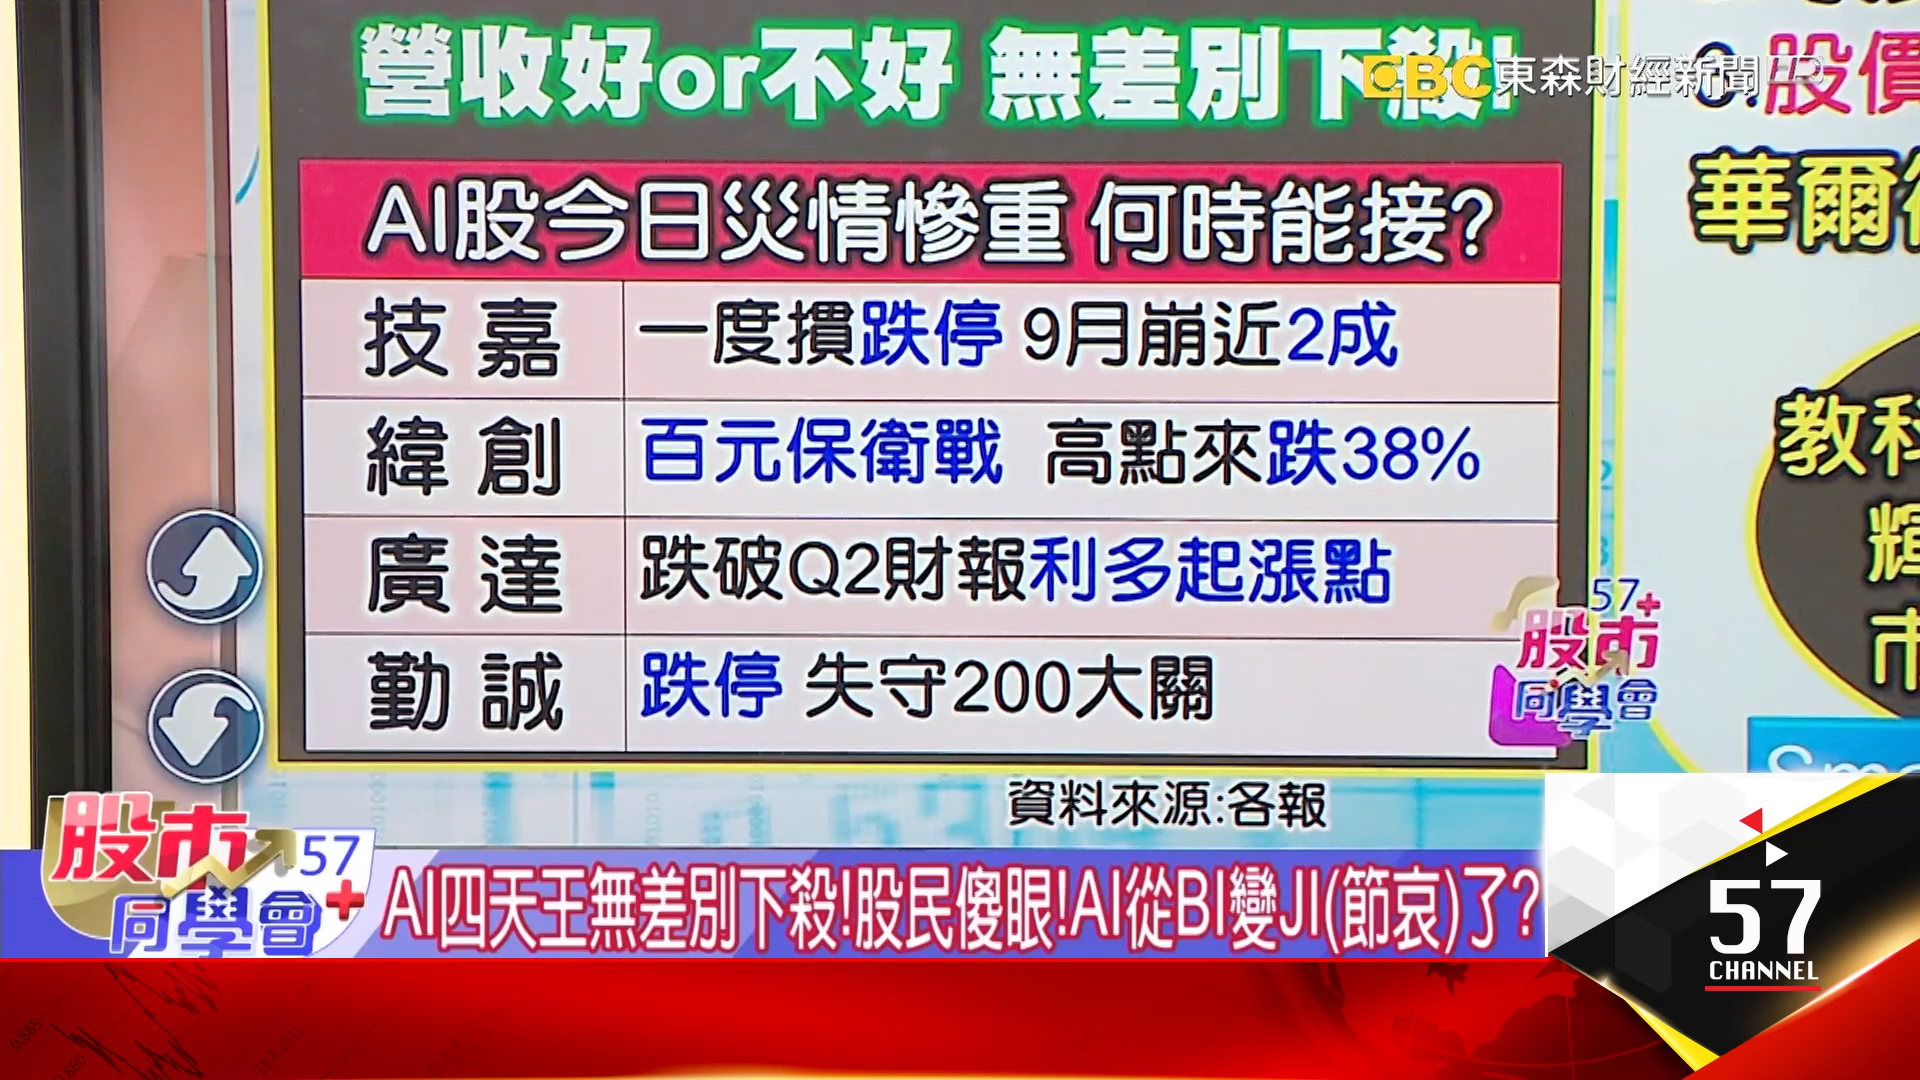 營收好or不好 無差別下殺!
EBC東森財經新聞
股價
華爾
AI股今日災情慘重 何時能接?
技嘉 一度摜跌停 9月崩近2成
緯創 百元保衛戰 高點來跌38%
廣達 跌破Q2財報利多起漲點
勤誠 跌停 失守200大關
教科
輝
市
57+
股市
同學會
資料來源:各報
股市 57
同學會+
AI四天王無差別下殺!股民傻眼!AI從BI變JI(節哀)了?
57
CHANNEL